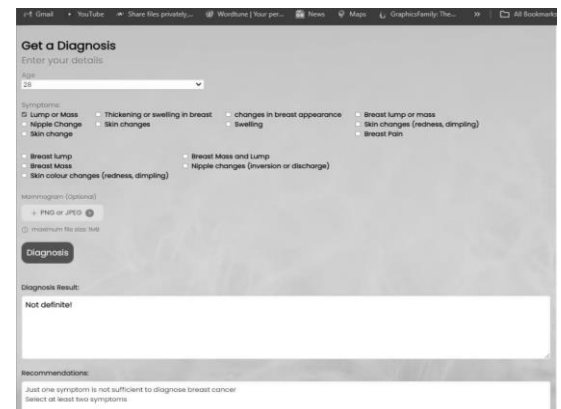 Gmail YouTube Share files privately,... Wordtune | Your per... News Maps GraphicsFamily: The... » All Bookmarks
Get a Diagnosis
Enter your details
Age
28
Symptoms:
Lump or Mass Thickening or swelling in breast changes in breast appearance Breast lump or mass
Nipple Change Skin changes Swelling Skin changes (redness, dimpling)
Skin change Breast Pain
Breast lump Breast Mass and Lump
Breast Mass Nipple changes (inversion or discharge)
Skin colour changes (redness, dimpling)
Mammogram (Optional)
+ PNG or JPEG
maximum file size: 1MB
Diagnosis
Diagnosis Result:
Not definite!
Recommendations:
Just one symptom is not sufficient to diagnose breast cancer
Select at least two symptoms